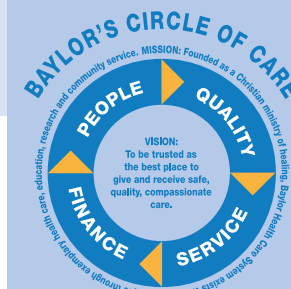 BAYLOR'S CIRCLE OF CARE
MISSION: Founded as a Christian ministry of healing, Baylor Health Care System exists to
through exemplary health care, education, research and community service.
PEOPLE
QUALITY
SERVICE
FINANCE
VISION:
To be trusted as
the best place to
give and receive safe,
quality, compassionate
care.